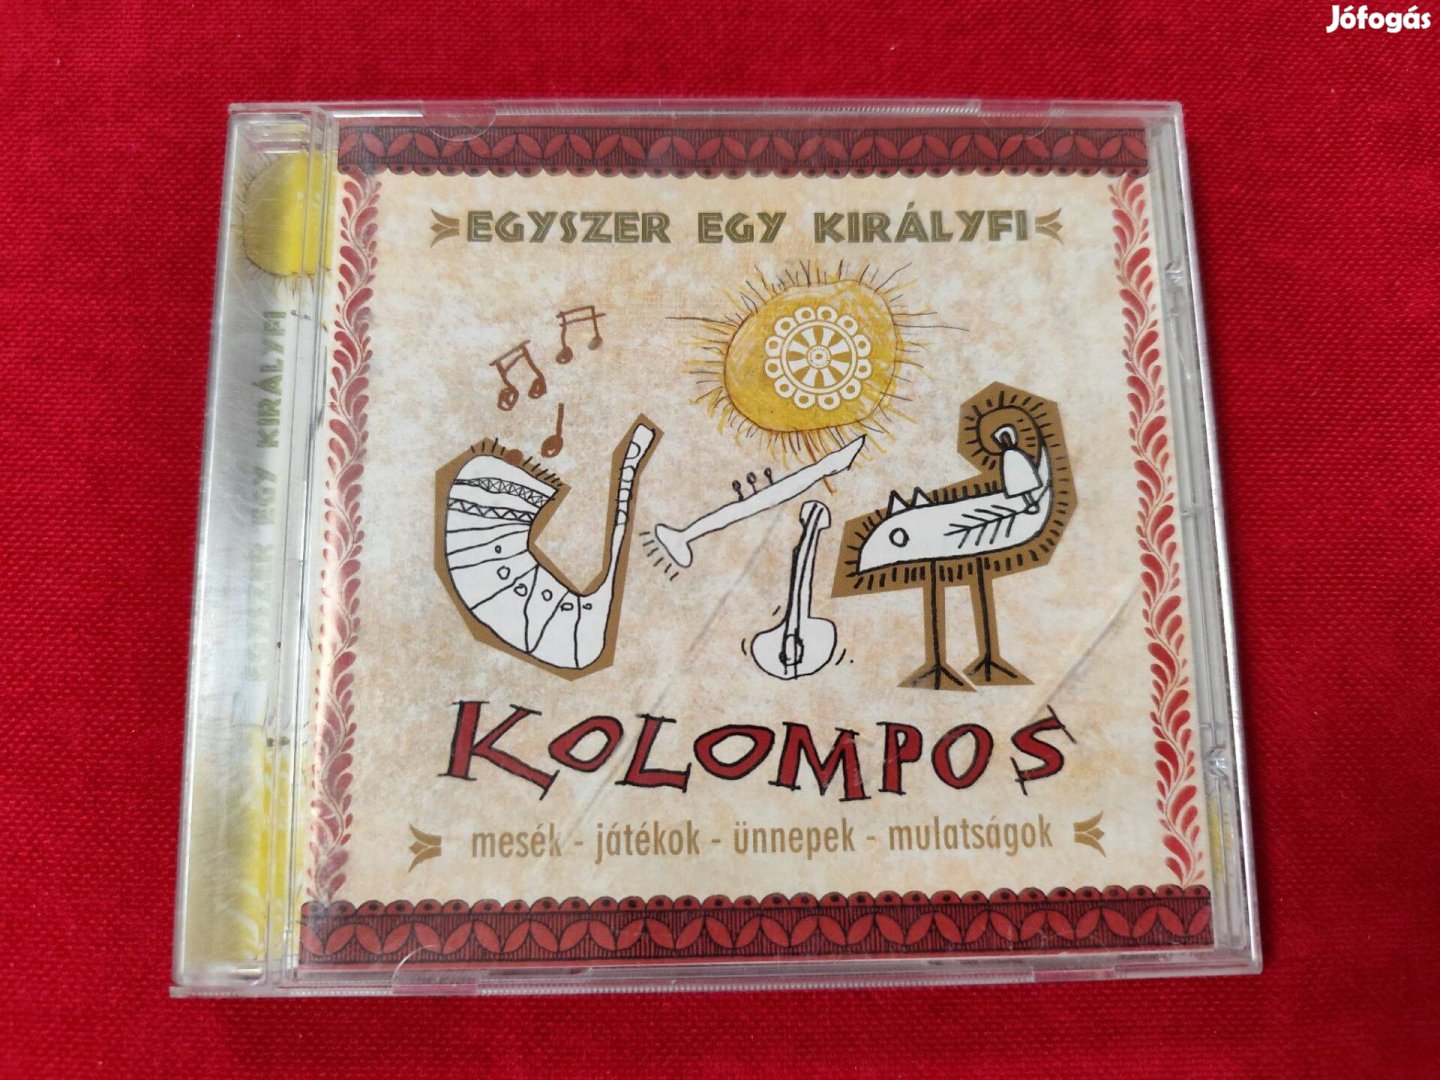 Jófogás
EGYSZER EGY KIRÁLYFI
EGYSZER EGY KIRÁLYFI
KOLOMPOS
mesék - játékok - ünnepek - mulatságok